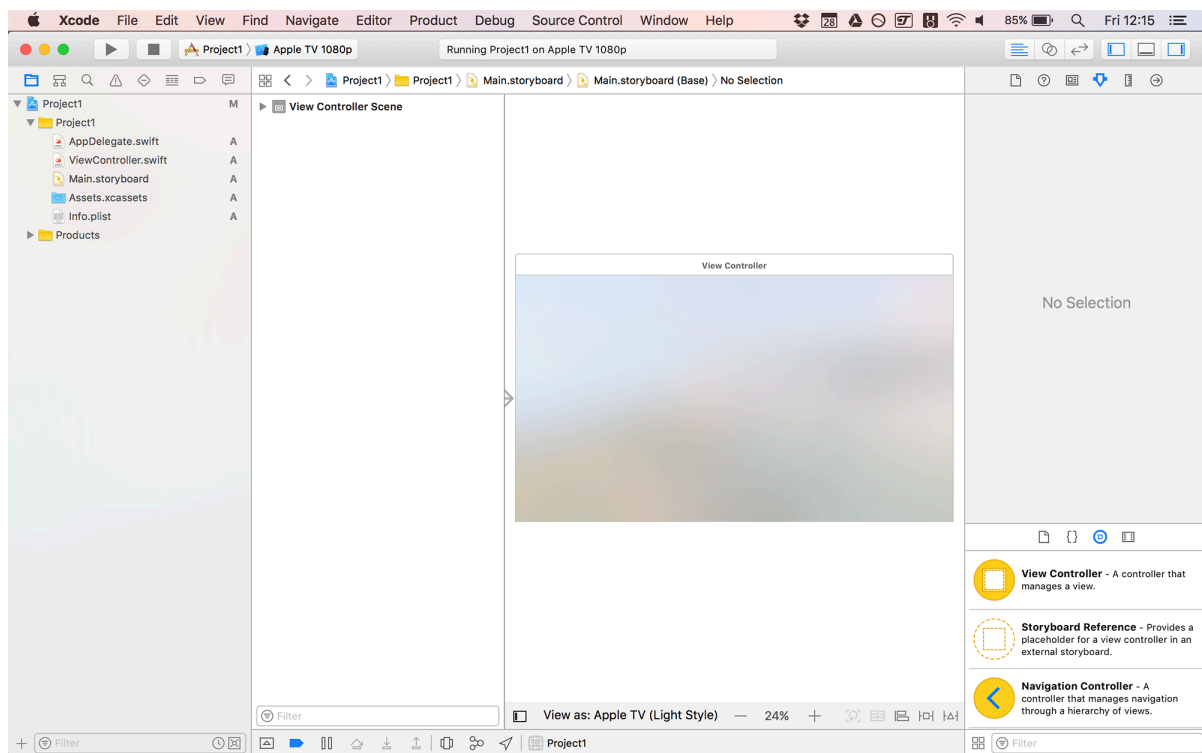 Xcode File Edit View Find Navigate Editor Product Debug Source Control Window Help 28 85% Fri 12:15
Project1 Apple TV 1080p Running Project1 on Apple TV 1080p
Project1 Project1 Main.storyboard Main.storyboard (Base) No Selection
Project1 M
Project1
AppDelegate.swift A
ViewController.swift A
Main.storyboard A
Assets.xcassets A
Info.plist A
Products
View Controller Scene
View Controller
No Selection
{}
View Controller - A controller that
manages a view.
Storyboard Reference - Provides a
placeholder for a view controller in an
external storyboard.
Navigation Controller - A
controller that manages navigation
through a hierarchy of views.
Filter
View as: Apple TV (Light Style) — 24% +
+ Filter
Project1
Filter